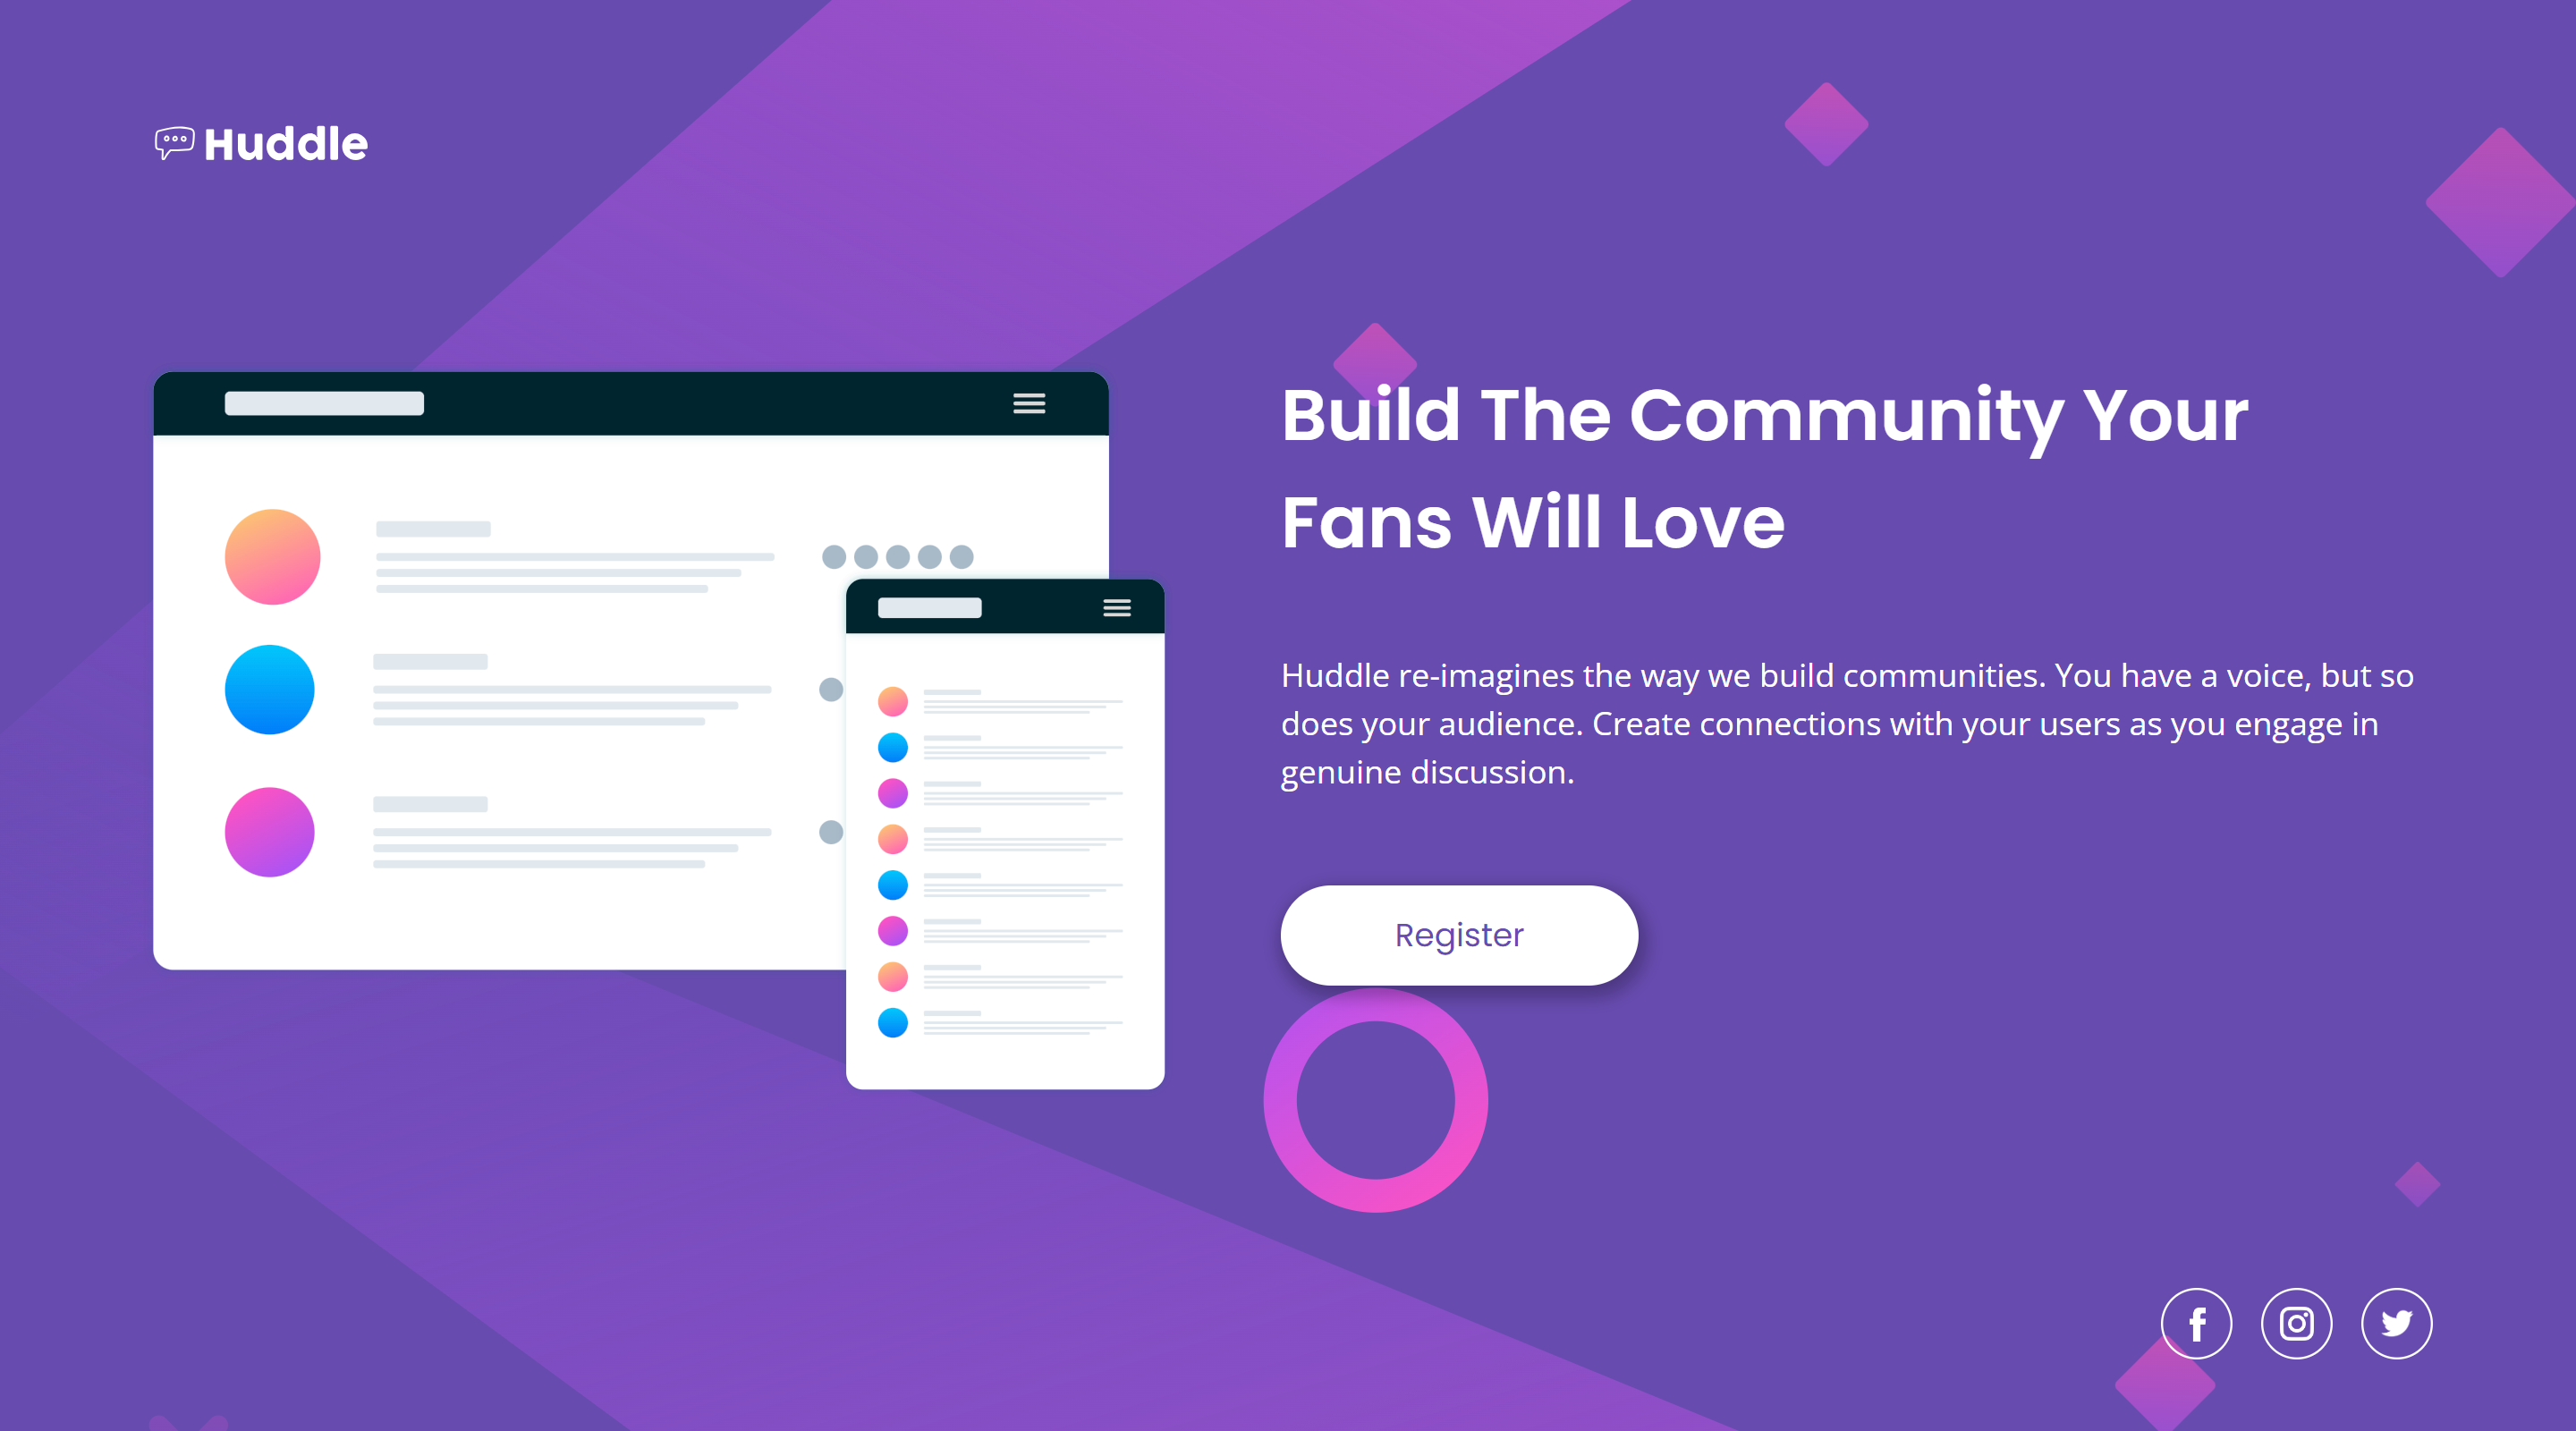 Huddle
Build The Community Your
Fans Will Love
Huddle re-imagines the way we build communities. You have a voice, but so
does your audience. Create connections with your users as you engage in
genuine discussion.
Register